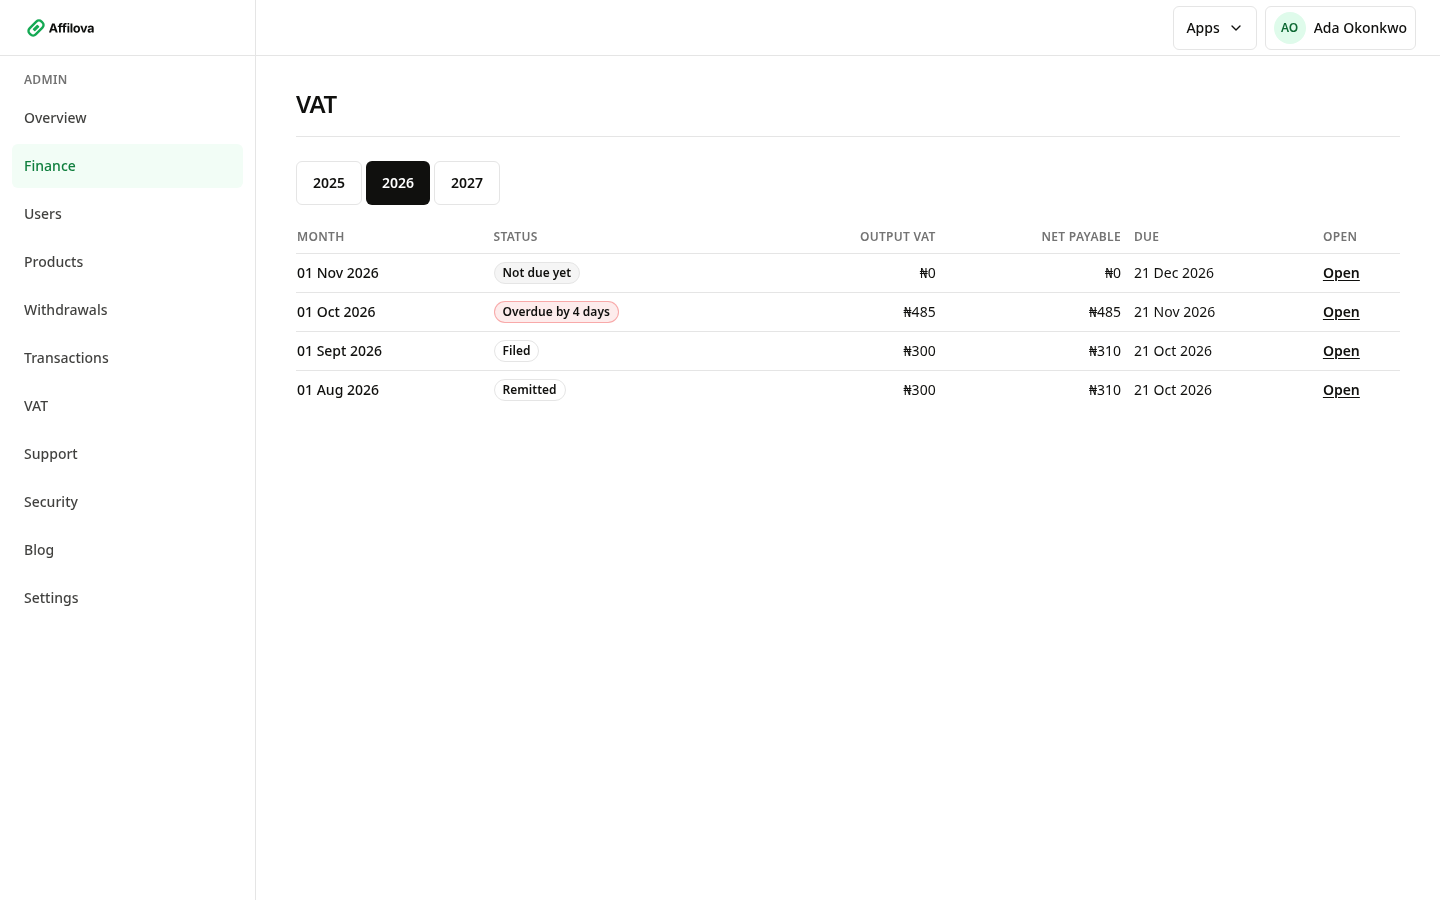 Affilova
Apps
AO Ada Okonkwo
ADMIN
Overview
Finance
Users
Products
Withdrawals
Transactions
VAT
Support
Security
Blog
Settings
VAT
2025 2026 2027
MONTH STATUS OUTPUT VAT NET PAYABLE DUE OPEN
01 Nov 2026 Not due yet ₦0 ₦0 21 Dec 2026 Open
01 Oct 2026 Overdue by 4 days ₦485 ₦485 21 Nov 2026 Open
01 Sept 2026 Filed ₦300 ₦310 21 Oct 2026 Open
01 Aug 2026 Remitted ₦300 ₦310 21 Oct 2026 Open